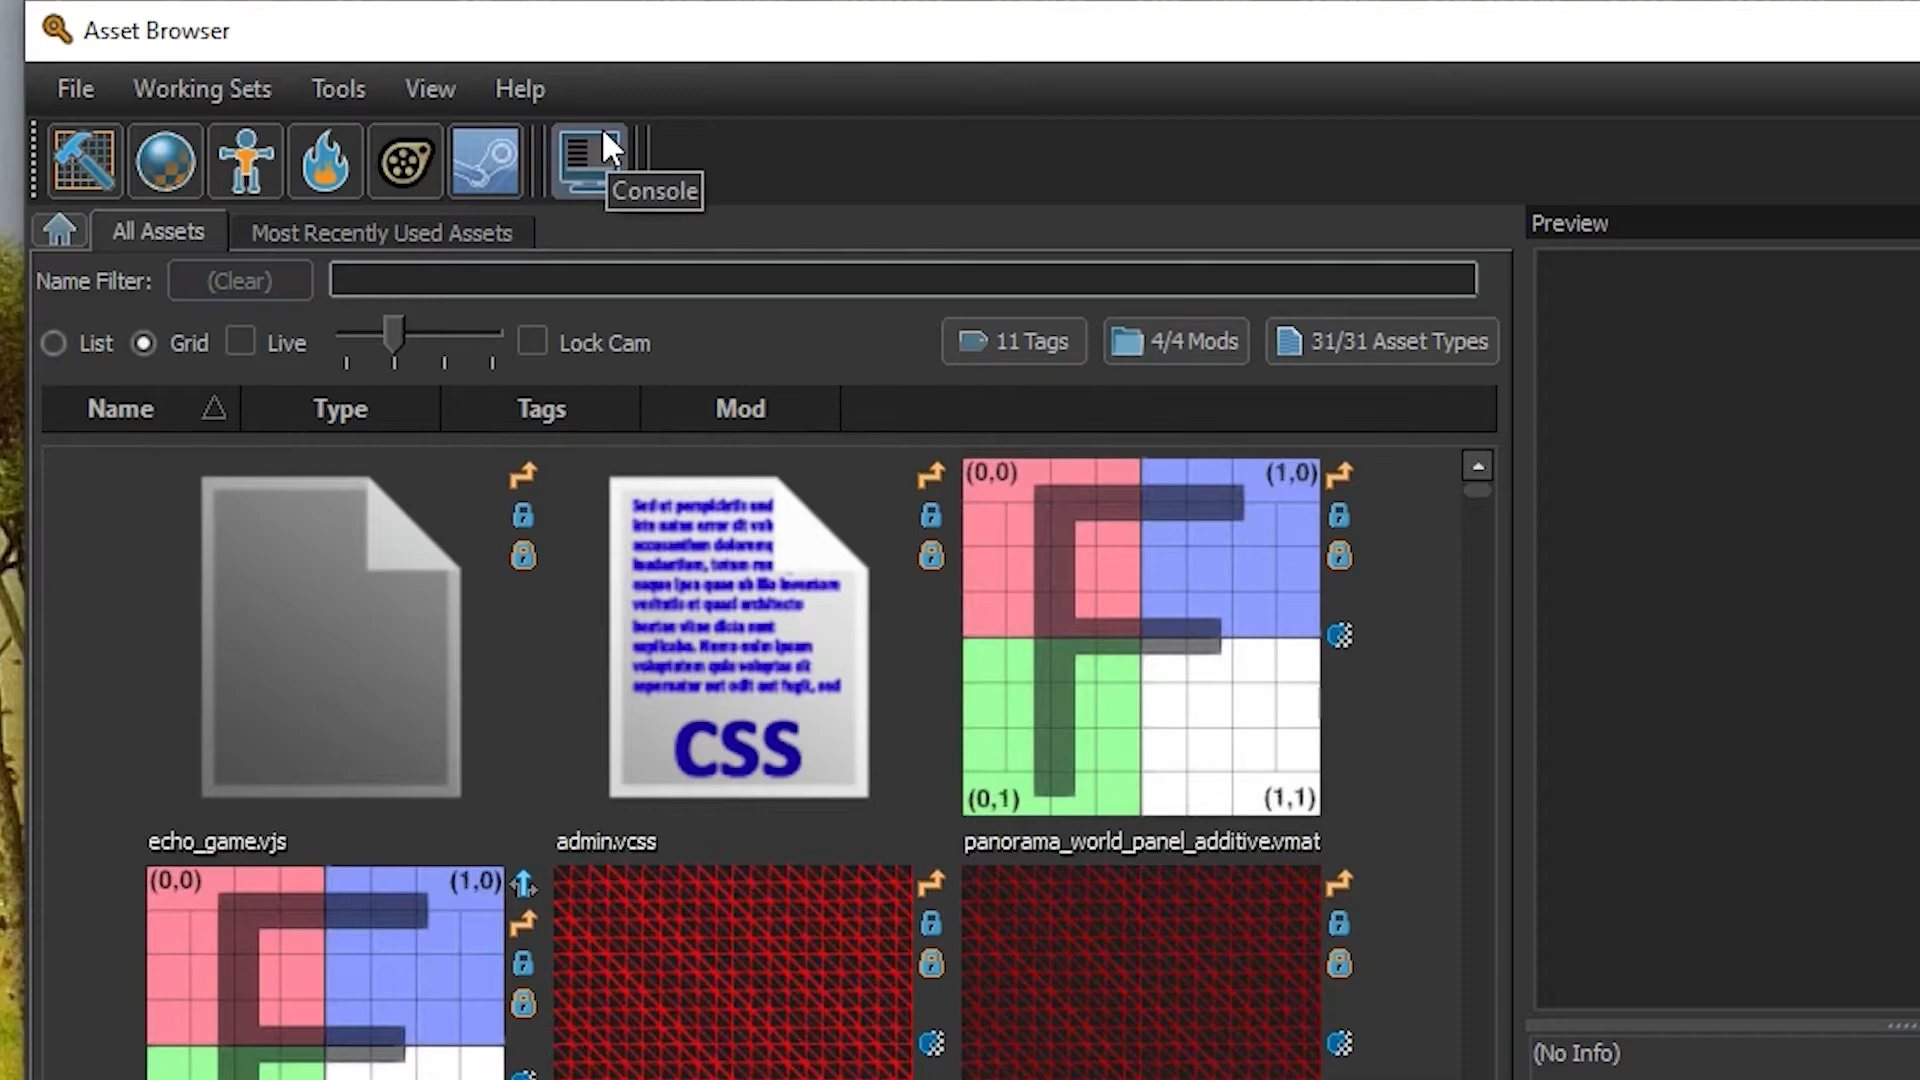 Asset Browser
File Working Sets Tools View Help
Console
All Assets Most Recently Used Assets
Preview
Name Filter: (Clear)
List Grid Live Lock Cam 11 Tags 4/4 Mods 31/31 Asset Types
Name Type Tags Mod
(0,0) (1,0)
CSS
(0,1) (1,1)
echo_game.vjs admin.vcss panorama_world_panel_additive.vmat
(0,0) (1,0)
(No Info)